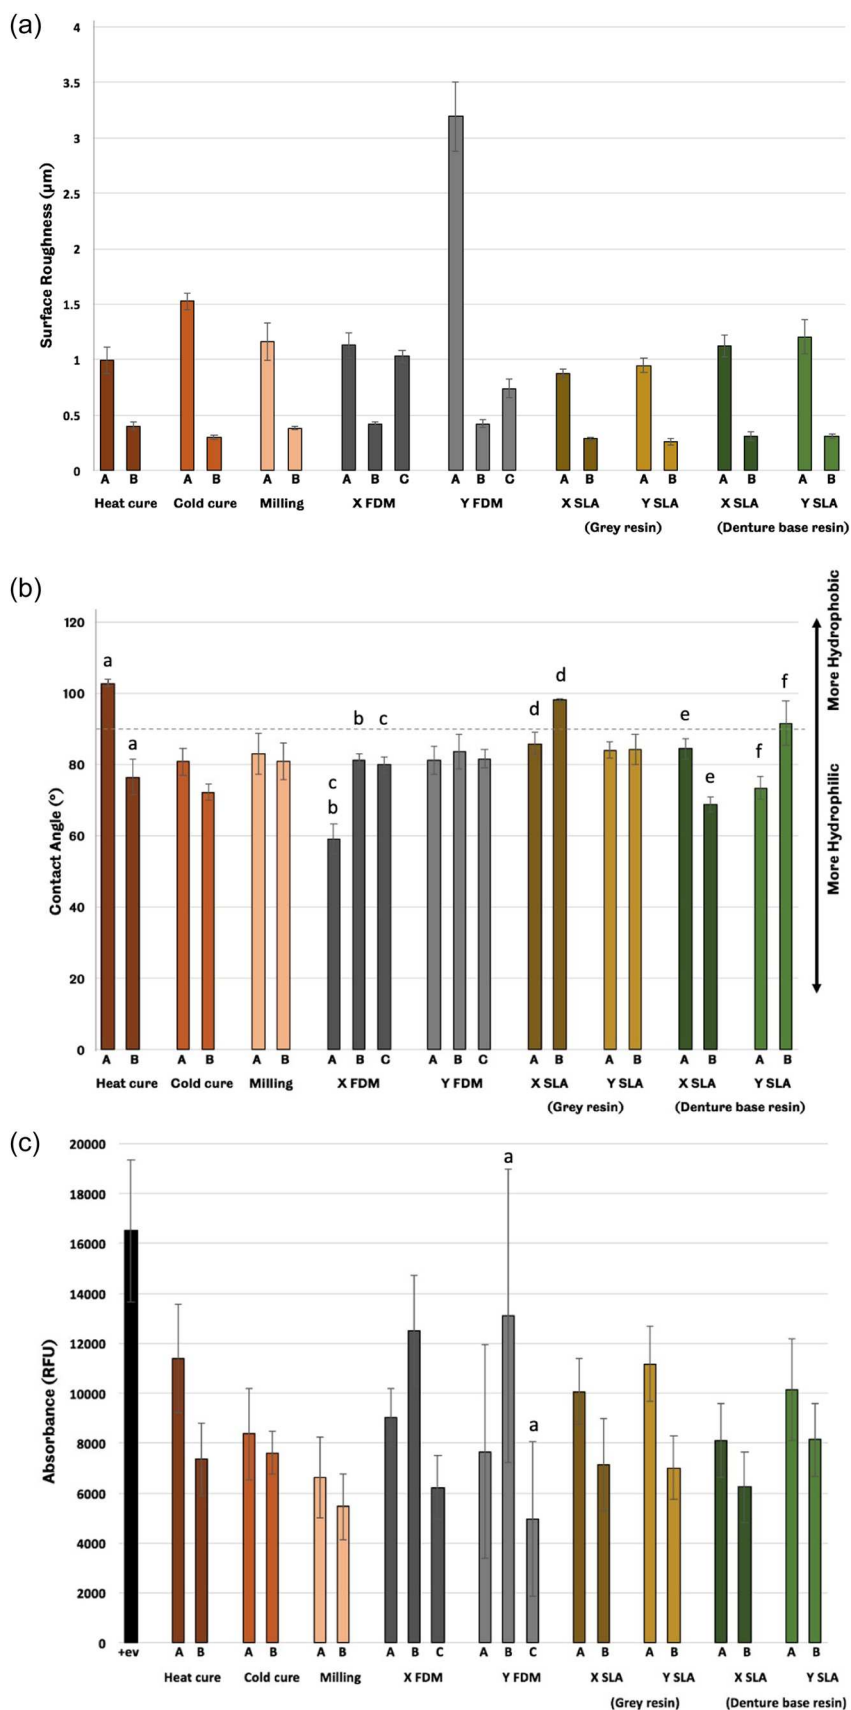 (a)
4
3.5
3
2.5
2
1.5
1
0.5
0
Surface Roughness (µm)
A B A B A B A B C A B C A B A B A B A B
Heat cure Cold cure Milling X FDM Y FDM X SLA Y SLA X SLA Y SLA
(Grey resin) (Denture base resin)
(b)
120
100
80
60
40
20
0
Contact Angle (°)
a
a
c
b
b
c
d
d
e
e
f
f
More Hydrophobic
More Hydrophilic
A B A B A B A B C A B C A B A B A B A B
Heat cure Cold cure Milling X FDM Y FDM X SLA Y SLA X SLA Y SLA
(Grey resin) (Denture base resin)
(c)
20000
18000
16000
14000
12000
10000
8000
6000
4000
2000
0
Absorbance (RFU)
a
a
+ev A B A B A B A B C A B C A B A B A B A B
Heat cure Cold cure Milling X FDM Y FDM X SLA Y SLA X SLA Y SLA
(Grey resin) (Denture base resin)